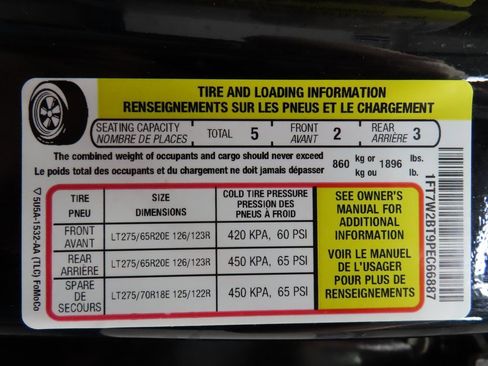 TIRE AND LOADING INFORMATION
RENSEIGNEMENTS SUR LES PNEUS ET LE CHARGEMENT
SEATING CAPACITY TOTAL 5 FRONT 2 REAR 3
NOMBRE DE PLACES AVANT ARRIÈRE
The combined weight of occupants and cargo should never exceed 860 kg or 1896 lbs.
Le poids total des occupants et du chargement ne doit jamais dépasser kg ou lb.
TIRE SIZE COLD TIRE PRESSURE
PNEU DIMENSIONS PRESSION DES
PNEUS À FROID
FRONT
AVANT LT275/65R20E 126/123R 420 KPA, 60 PSI
REAR
ARRIÈRE LT275/65R20E 126/123R 450 KPA, 65 PSI
SPARE
DE
SECOURS LT275/70R18E 125/122R 450 KPA, 65 PSI
SEE OWNER'S
MANUAL FOR
ADDITIONAL
INFORMATION
VOIR LE MANUEL
DE L'USAGER
POUR PLUS DE
RENSEIGNEMENTS
5U5A-1532-AA (TLC) FoMoCo
1FT7W2BT9PEC66887